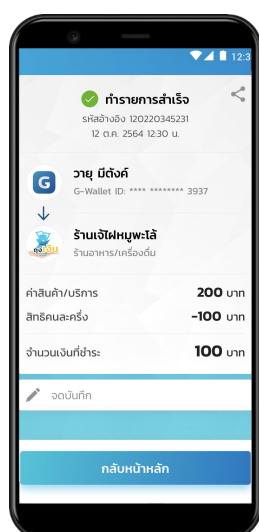 12:3
ทำรายการสำเร็จ
รหัสอ้างอิง 120220345231
12 ต.ค. 2564 12:30 น.
G
วายุ มีตังค์
G-Wallet ID: **** ******** 3937
ถุงเงิน
ร้านเจ๊ไฝหมูพะโล้
ร้านอาหาร/เครื่องดื่ม
ค่าสินค้า/บริการ 200 บาท
สิทธิคนละครึ่ง -100 บาท
จำนวนเงินที่ชำระ 100 บาท
จดบันทึก
กลับหน้าหลัก